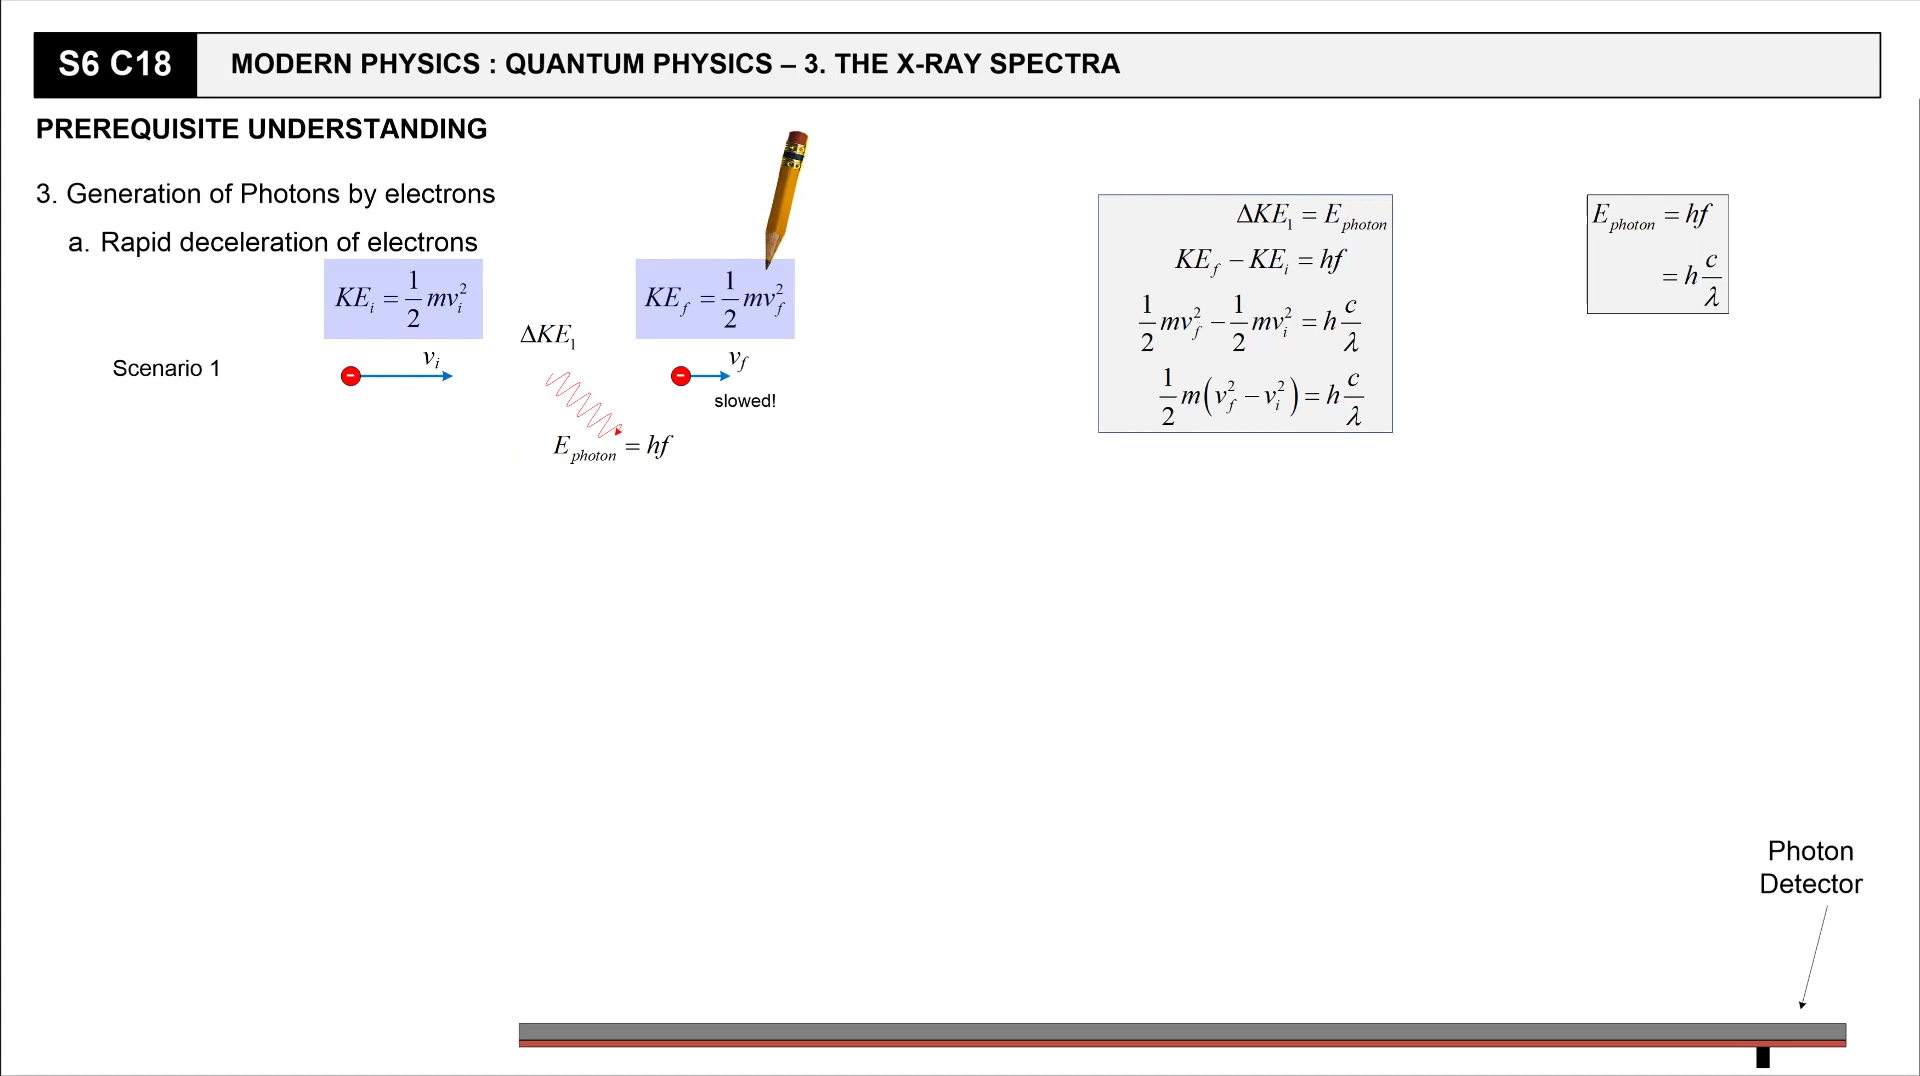 S6 C18
MODERN PHYSICS : QUANTUM PHYSICS – 3. THE X-RAY SPECTRA
PREREQUISITE UNDERSTANDING
3. Generation of Photons by electrons
a. Rapid deceleration of electrons
KE_i = 1/2 mv_i^2
KE_f = 1/2 mv_f^2
ΔKE_1
Scenario 1
v_i
v_f
slowed!
E_photon = hf
ΔKE_1 = E_photon
KE_f − KE_i = hf
1/2 mv_f^2 − 1/2 mv_i^2 = h c/λ
1/2 m(v_f^2 − v_i^2) = h c/λ
E_photon = hf
= h c/λ
Photon
Detector